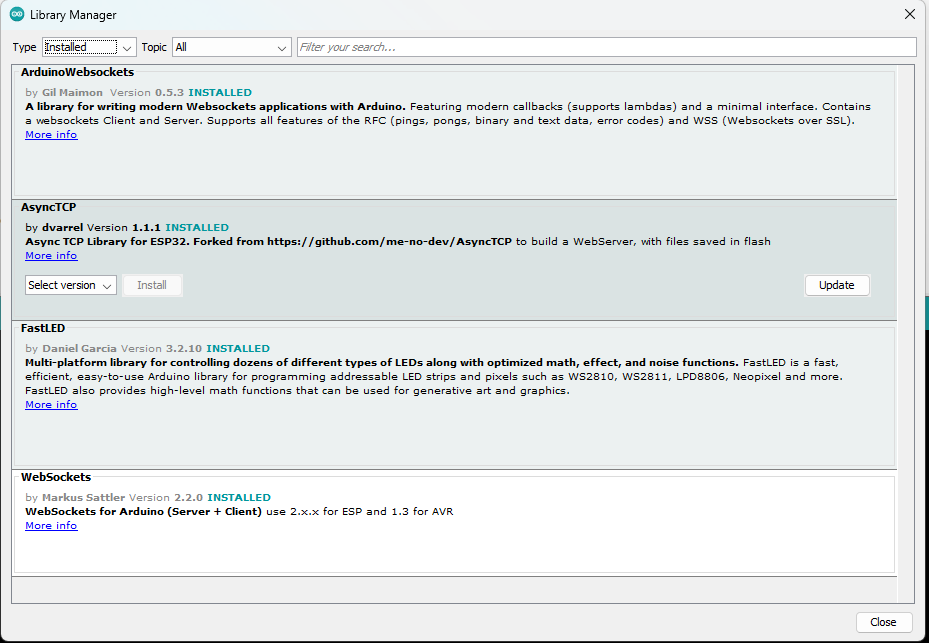 Library Manager
Type Installed Topic All Filter your search...
ArduinoWebsockets
by Gil Maimon Version 0.5.3 INSTALLED
A library for writing modern Websockets applications with Arduino. Featuring modern callbacks (supports lambdas) and a minimal interface. Contains
a websockets Client and Server. Supports all features of the RFC (pings, pongs, binary and text data, error codes) and WSS (Websockets over SSL).
More info
AsyncTCP
by dvarrel Version 1.1.1 INSTALLED
Async TCP Library for ESP32. Forked from https://github.com/me-no-dev/AsyncTCP to build a WebServer, with files saved in flash
More info
Select version Install Update
FastLED
by Daniel Garcia Version 3.2.10 INSTALLED
Multi-platform library for controlling dozens of different types of LEDs along with optimized math, effect, and noise functions. FastLED is a fast,
efficient, easy-to-use Arduino library for programming addressable LED strips and pixels such as WS2810, WS2811, LPD8806, Neopixel and more.
FastLED also provides high-level math functions that can be used for generative art and graphics.
More info
WebSockets
by Markus Sattler Version 2.2.0 INSTALLED
WebSockets for Arduino (Server + Client) use 2.x.x for ESP and 1.3 for AVR
More info
Close